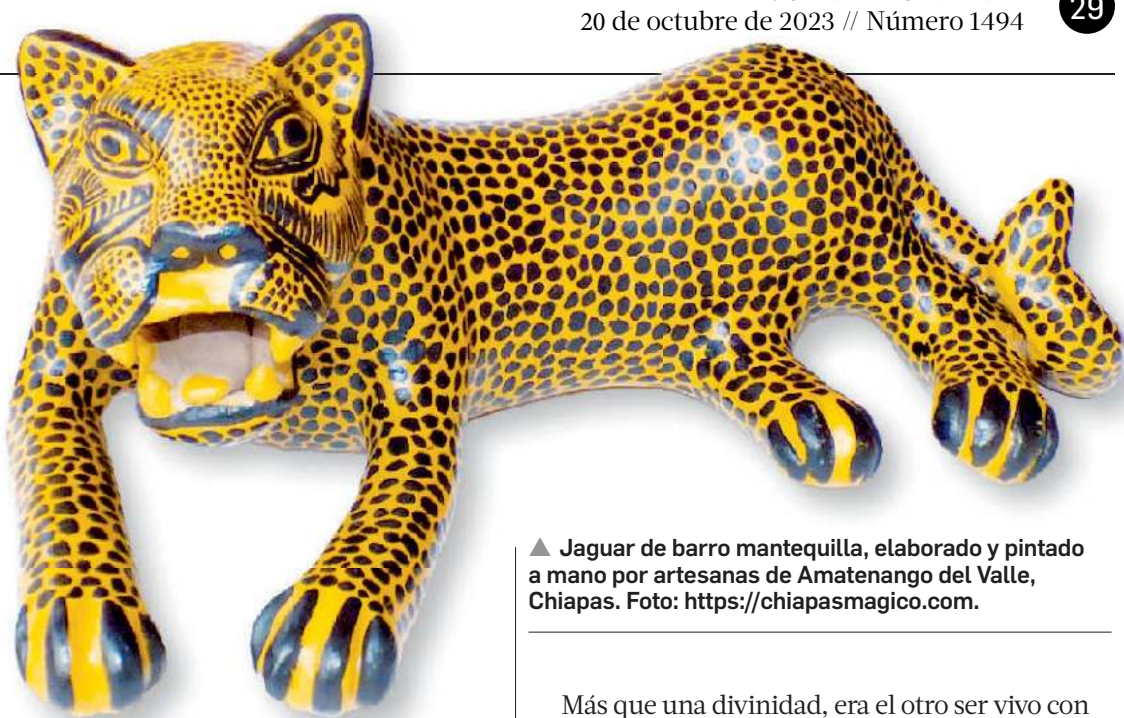 20 de octubre de 2023 // Número 1494
29
▲ Jaguar de barro mantequilla, elaborado y pintado
a mano por artesanas de Amatenango del Valle,
Chiapas. Foto: https://chiapasmagico.com.
Más que una divinidad, era el otro ser vivo con